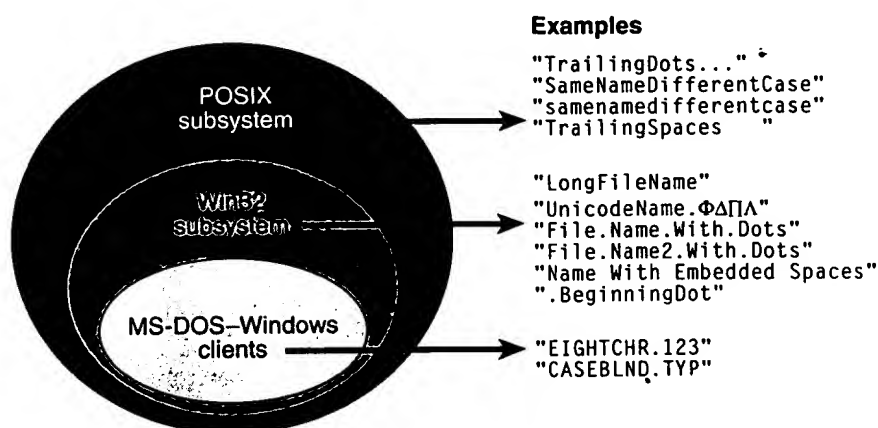 Examples
"TrailingDots..."
"SameNameDifferentCase"
"samenamedifferentcase"
"TrailingSpaces   "
POSIX
subsystem
"LongFileName"
"UnicodeName.ΦΔΠΛ"
"File.Name.With.Dots"
"File.Name2.With.Dots"
"Name With Embedded Spaces"
".BeginningDot"
Win32
subsystem
MS-DOS–Windows
clients
"EIGHTCHR.123"
"CASEBLND.TYP"